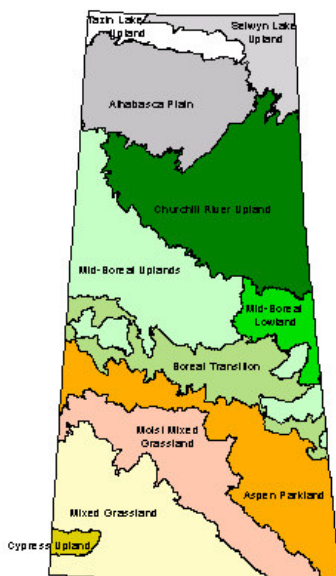 Tazin Lake
Upland
Selwyn Lake
Upland
Athabasca Plain
Churchill River Upland
Mid-Boreal Uplands
Mid-Boreal
Lowland
Boreal Transition
Moist Mixed
Grassland
Aspen Parkland
Mixed Grassland
Cypress Upland